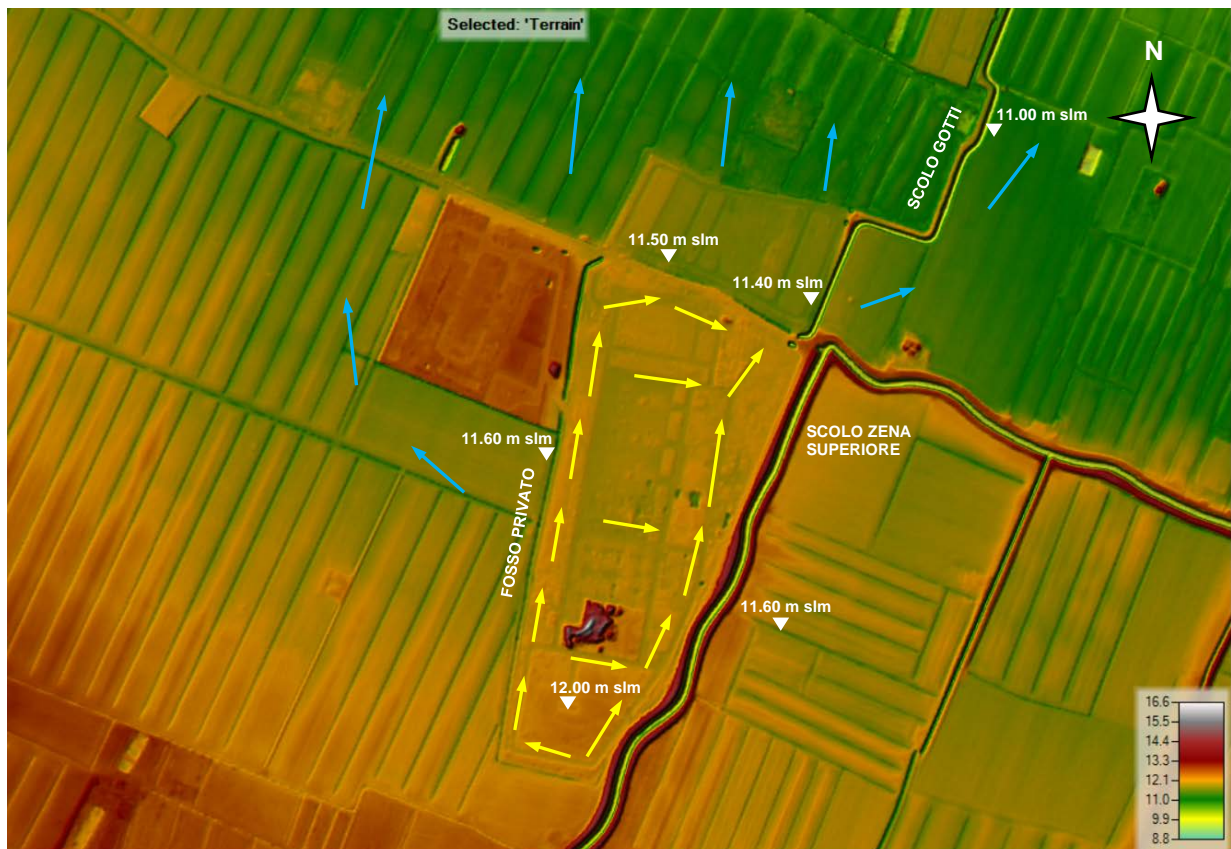 Selected: 'Terrain'
N
11.00 m slm
SCOLO GOTTI
11.50 m slm
11.40 m slm
11.60 m slm
SCOLO ZENA
SUPERIORE
FOSSO PRIVATO
11.60 m slm
12.00 m slm
16.6
15.5
14.4
13.3
12.1
11.0
9.9
8.8